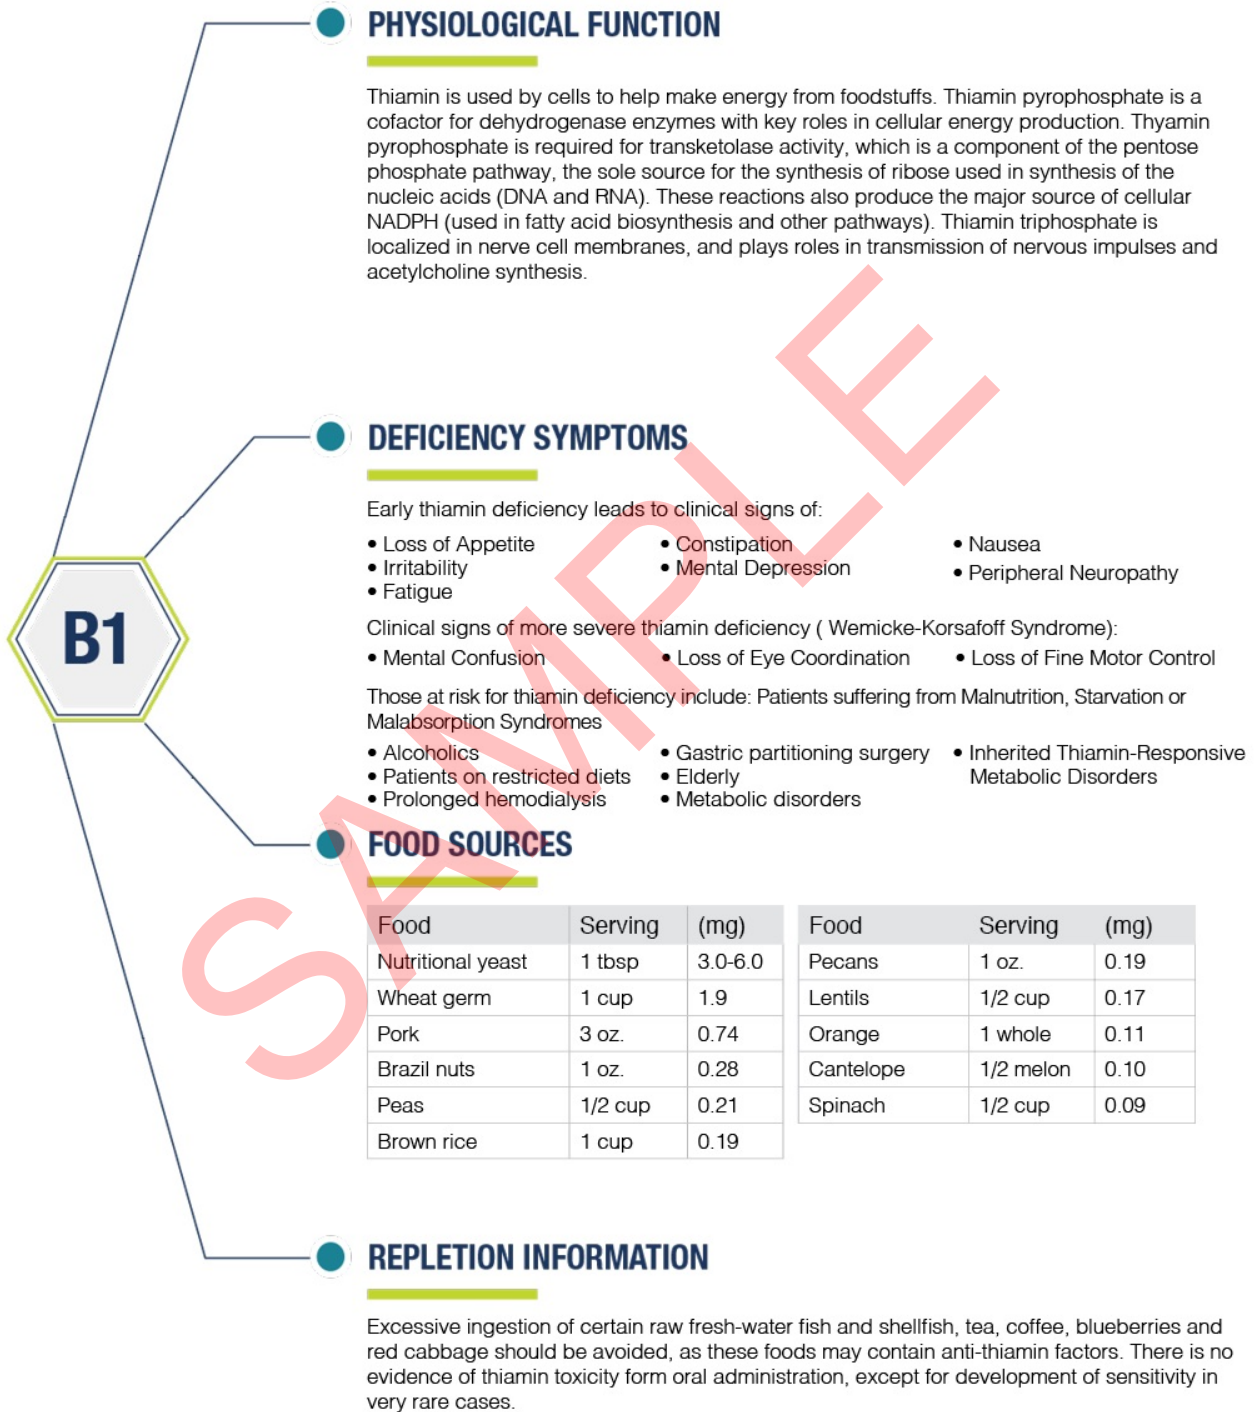 PHYSIOLOGICAL FUNCTION
Thiamin is used by cells to help make energy from foodstuffs. Thiamin pyrophosphate is a
cofactor for dehydrogenase enzymes with key roles in cellular energy production. Thyamin
pyrophosphate is required for transketolase activity, which is a component of the pentose
phosphate pathway, the sole source for the synthesis of ribose used in synthesis of the
nucleic acids (DNA and RNA). These reactions also produce the major source of cellular
NADPH (used in fatty acid biosynthesis and other pathways). Thiamin triphosphate is
localized in nerve cell membranes, and plays roles in transmission of nervous impulses and
acetylcholine synthesis.
B1
DEFICIENCY SYMPTOMS
Early thiamin deficiency leads to clinical signs of:
• Loss of Appetite • Constipation • Nausea
• Irritability • Mental Depression • Peripheral Neuropathy
• Fatigue
Clinical signs of more severe thiamin deficiency ( Wemicke-Korsafoff Syndrome):
• Mental Confusion • Loss of Eye Coordination • Loss of Fine Motor Control
Those at risk for thiamin deficiency include: Patients suffering from Malnutrition, Starvation or
Malabsorption Syndromes
• Alcoholics • Gastric partitioning surgery • Inherited Thiamin-Responsive
• Patients on restricted diets • Elderly Metabolic Disorders
• Prolonged hemodialysis • Metabolic disorders
FOOD SOURCES
Food Serving (mg) Food Serving (mg)
Nutritional yeast 1 tbsp 3.0-6.0 Pecans 1 oz. 0.19
Wheat germ 1 cup 1.9 Lentils 1/2 cup 0.17
Pork 3 oz. 0.74 Orange 1 whole 0.11
Brazil nuts 1 oz. 0.28 Cantelope 1/2 melon 0.10
Peas 1/2 cup 0.21 Spinach 1/2 cup 0.09
Brown rice 1 cup 0.19
REPLETION INFORMATION
Excessive ingestion of certain raw fresh-water fish and shellfish, tea, coffee, blueberries and
red cabbage should be avoided, as these foods may contain anti-thiamin factors. There is no
evidence of thiamin toxicity form oral administration, except for development of sensitivity in
very rare cases.
SAMPLE